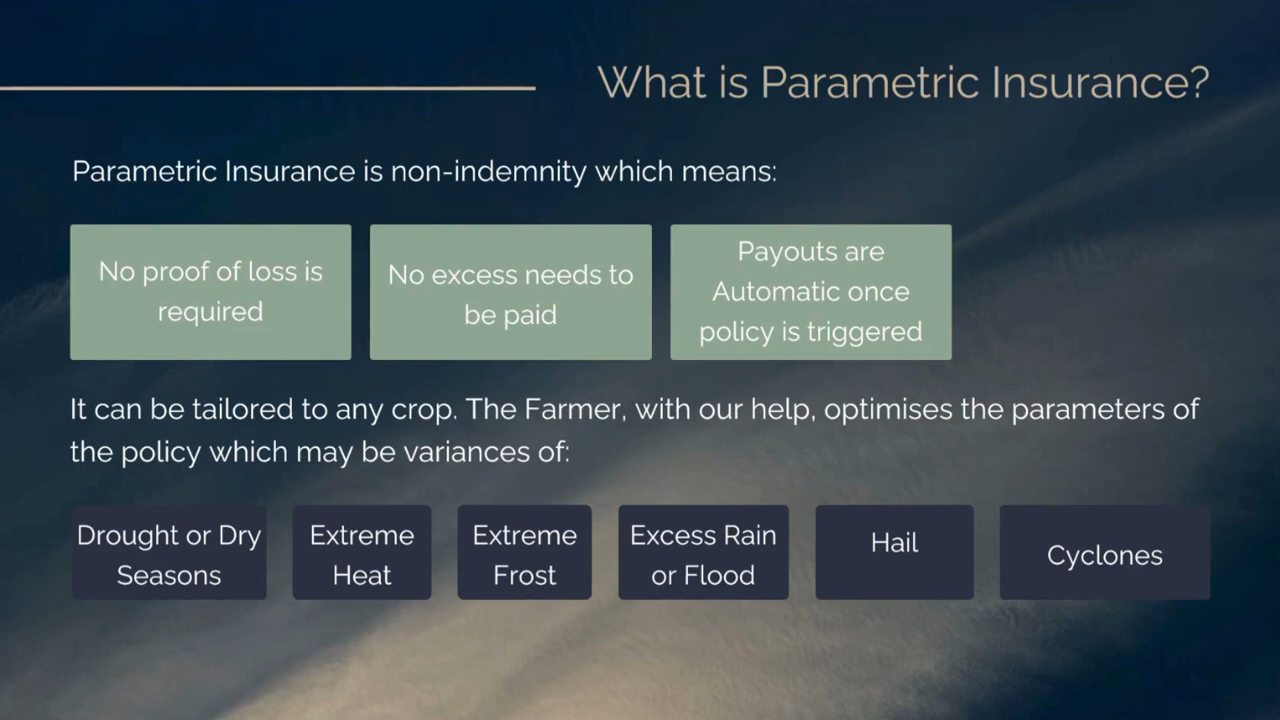 What is Parametric Insurance?
Parametric Insurance is non-indemnity which means:
No proof of loss is
required
No excess needs to
be paid
Payouts are
Automatic once
policy is triggered
It can be tailored to any crop. The Farmer, with our help, optimises the parameters of
the policy which may be variances of:
Drought or Dry
Seasons
Extreme
Heat
Extreme
Frost
Excess Rain
or Flood
Hail
Cyclones